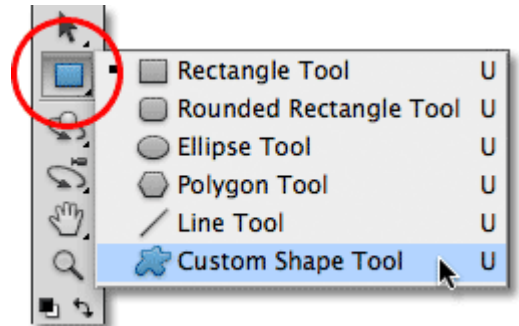 Rectangle Tool U
Rounded Rectangle Tool U
Ellipse Tool U
Polygon Tool U
Line Tool U
Custom Shape Tool U